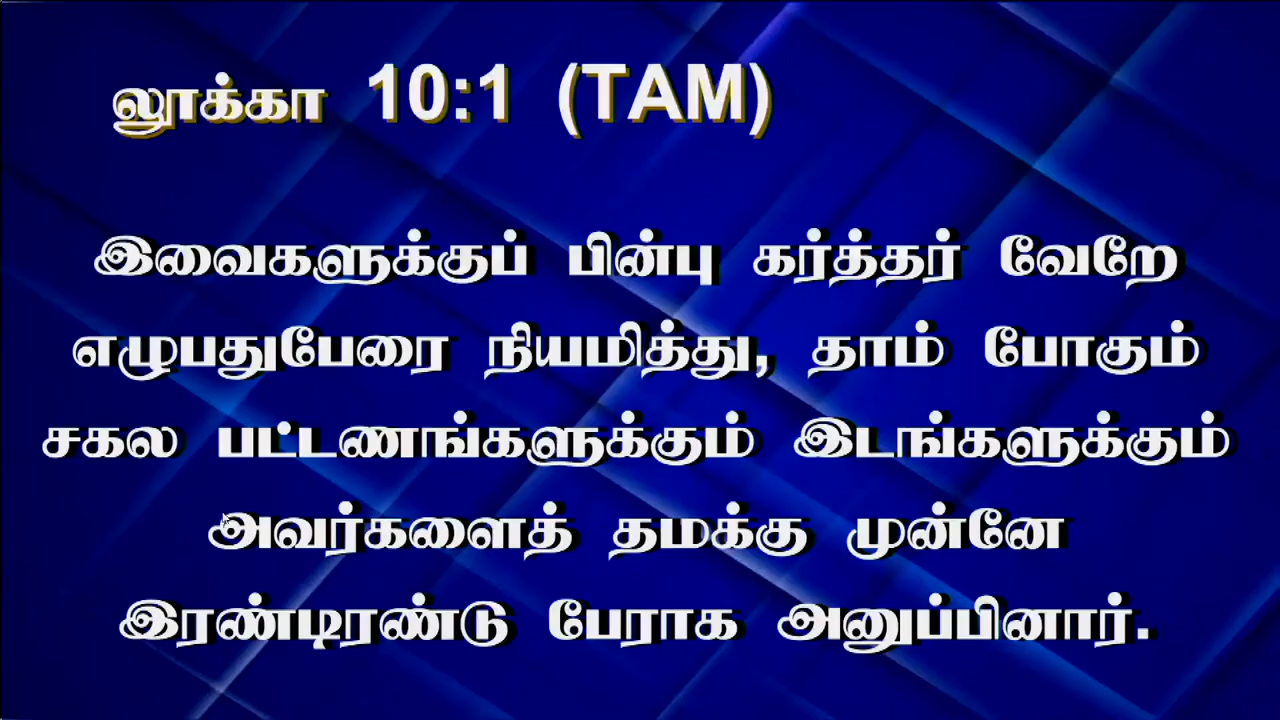 லூக்கா 10:1 (TAM)
இவைகளுக்குப் பின்பு கர்த்தர் வேறே
எழுபதுபேரை நியமித்து, தாம் போகும்
சகல பட்டணங்களுக்கும் இடங்களுக்கும்
அவர்களைத் தமக்கு முன்னே
இரண்டிரண்டு பேராக அனுப்பினார்.